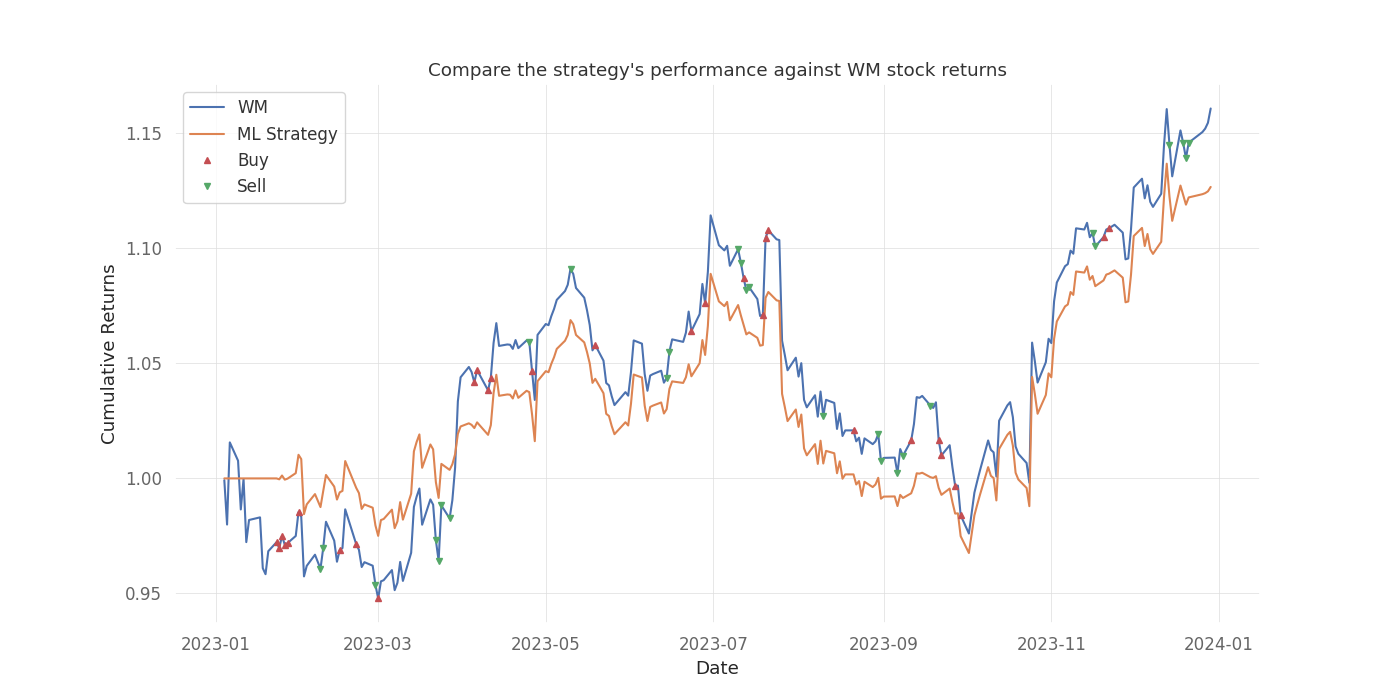 Compare the strategy's performance against WM stock returns
WM
ML Strategy
Buy
Sell
Cumulative Returns
1.15
1.10
1.05
1.00
0.95
2023-01
2023-03
2023-05
2023-07
2023-09
2023-11
2024-01
Date